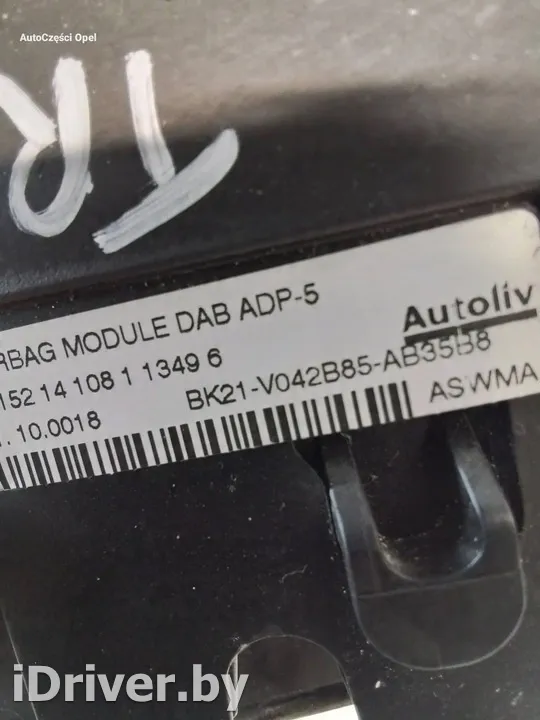 AutoCzęści Opel
TR
RBAG MODULE DAB ADP-5
Autoliv
152 14 108 1 1349 6
BK21-V042B85-AB35B8
. 10.0018
ASWMA
iDriver.by